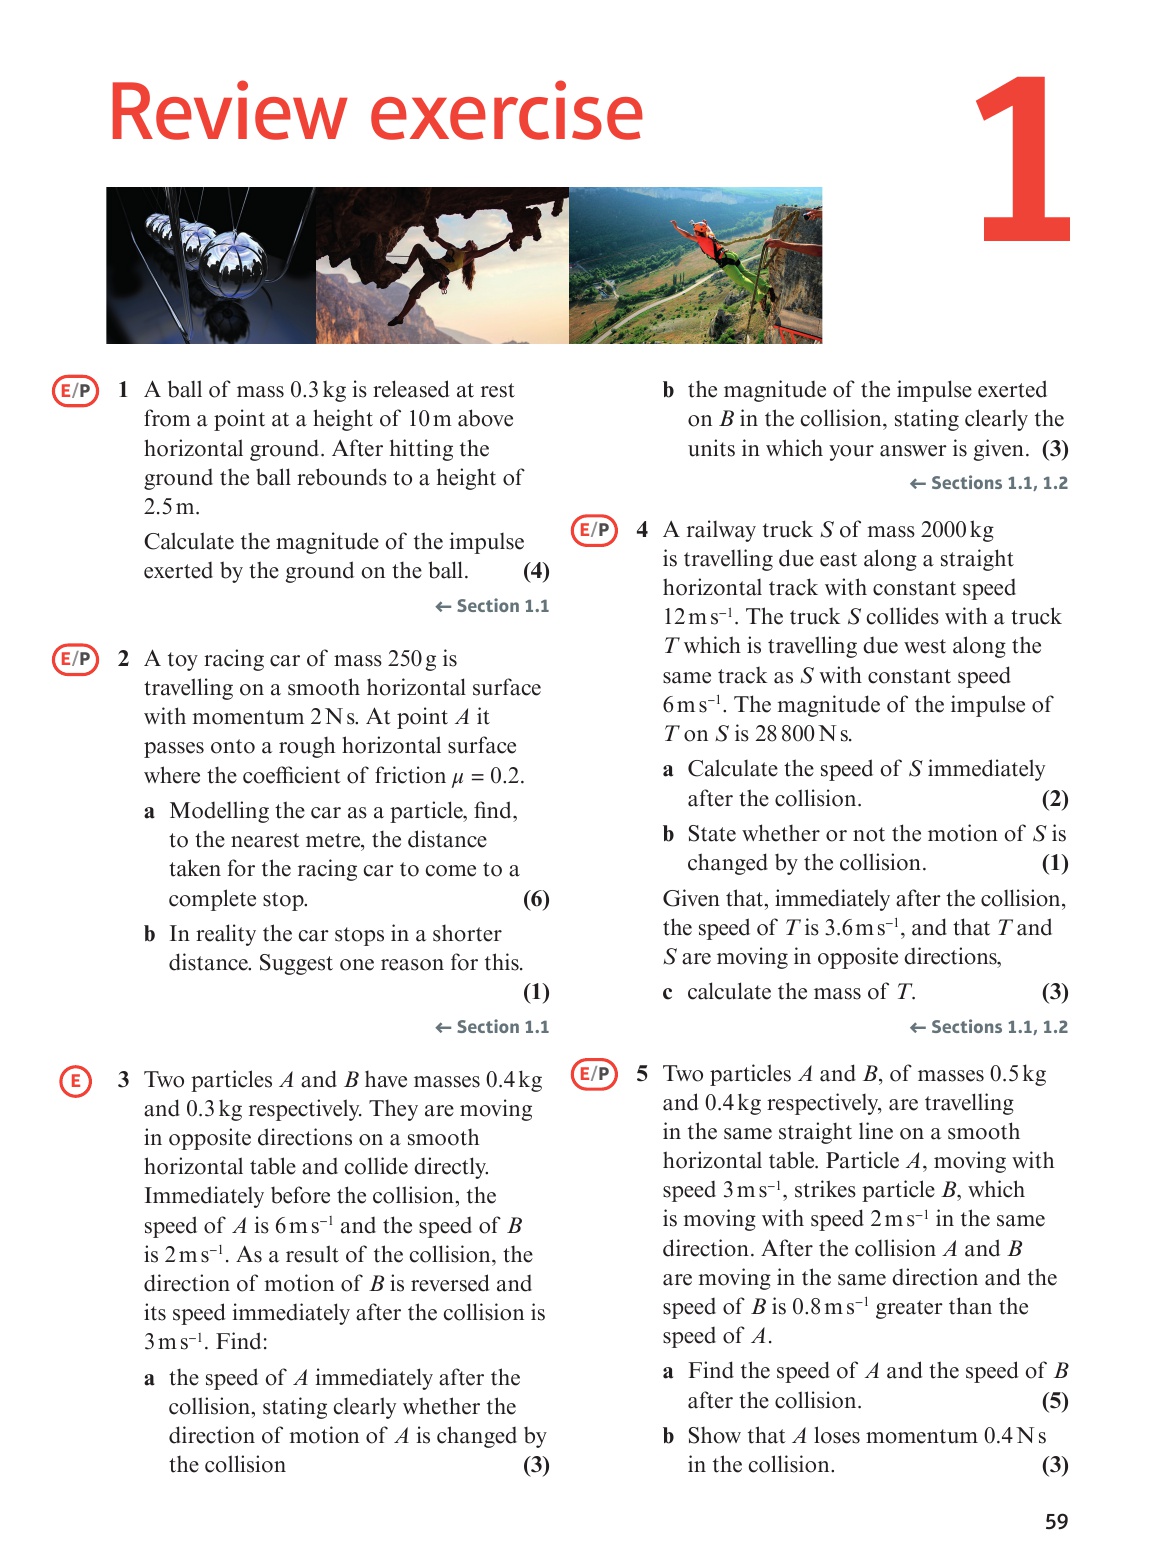 Review exercise
1
E/P 1 A ball of mass 0.3 kg is released at rest
from a point at a height of 10 m above
horizontal ground. After hitting the
ground the ball rebounds to a height of
2.5 m.
Calculate the magnitude of the impulse
exerted by the ground on the ball. (4)
← Section 1.1
E/P 2 A toy racing car of mass 250 g is
travelling on a smooth horizontal surface
with momentum 2 N s. At point A it
passes onto a rough horizontal surface
where the coefficient of friction μ = 0.2.
a Modelling the car as a particle, find,
to the nearest metre, the distance
taken for the racing car to come to a
complete stop. (6)
b In reality the car stops in a shorter
distance. Suggest one reason for this.
(1)
← Section 1.1
E 3 Two particles A and B have masses 0.4 kg
and 0.3 kg respectively. They are moving
in opposite directions on a smooth
horizontal table and collide directly.
Immediately before the collision, the
speed of A is 6 m s⁻¹ and the speed of B
is 2 m s⁻¹. As a result of the collision, the
direction of motion of B is reversed and
its speed immediately after the collision is
3 m s⁻¹. Find:
a the speed of A immediately after the
collision, stating clearly whether the
direction of motion of A is changed by
the collision (3)
b the magnitude of the impulse exerted
on B in the collision, stating clearly the
units in which your answer is given. (3)
← Sections 1.1, 1.2
E/P 4 A railway truck S of mass 2000 kg
is travelling due east along a straight
horizontal track with constant speed
12 m s⁻¹. The truck S collides with a truck
T which is travelling due west along the
same track as S with constant speed
6 m s⁻¹. The magnitude of the impulse of
T on S is 28 800 N s.
a Calculate the speed of S immediately
after the collision. (2)
b State whether or not the motion of S is
changed by the collision. (1)
Given that, immediately after the collision,
the speed of T is 3.6 m s⁻¹, and that T and
S are moving in opposite directions,
c calculate the mass of T. (3)
← Sections 1.1, 1.2
E/P 5 Two particles A and B, of masses 0.5 kg
and 0.4 kg respectively, are travelling
in the same straight line on a smooth
horizontal table. Particle A, moving with
speed 3 m s⁻¹, strikes particle B, which
is moving with speed 2 m s⁻¹ in the same
direction. After the collision A and B
are moving in the same direction and the
speed of B is 0.8 m s⁻¹ greater than the
speed of A.
a Find the speed of A and the speed of B
after the collision. (5)
b Show that A loses momentum 0.4 N s
in the collision. (3)
59